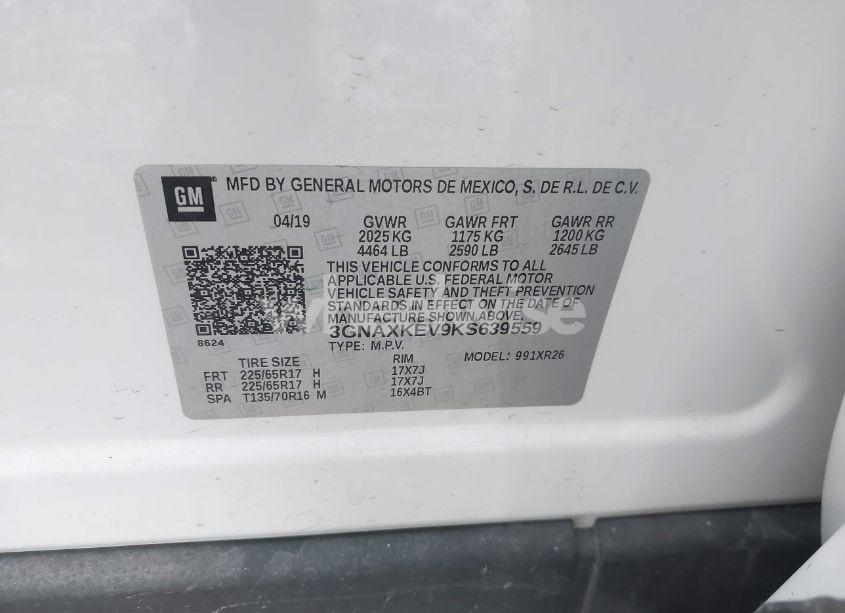 GM
MFD BY GENERAL MOTORS DE MEXICO, S. DE R.L. DE C.V.
04/19 GVWR GAWR FRT GAWR RR
2025 KG 1175 KG 1200 KG
4464 LB 2590 LB 2645 LB
THIS VEHICLE CONFORMS TO ALL
APPLICABLE U.S. FEDERAL MOTOR
VEHICLE SAFETY AND THEFT PREVENTION
STANDARDS IN EFFECT ON THE DATE OF
MANUFACTURE SHOWN ABOVE.
3GNAXKEV9KS639559
8624
TYPE: M.P.V. MODEL: 991XR26
TIRE SIZE RIM
FRT 225/65R17 H 17X7J
RR 225/65R17 H 17X7J
SPA T135/70R16 M 16X4BT